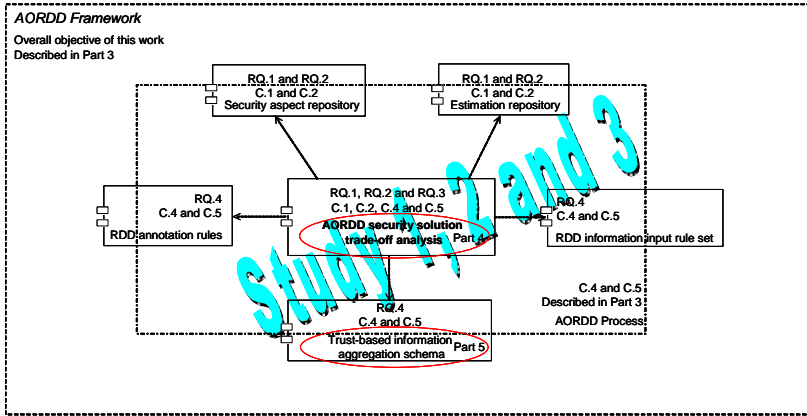 AORDD Framework
Overall objective of this work
Described in Part 3
RQ.1 and RQ.2
C.1 and C.2
Security aspect repository
RQ.1 and RQ.2
C.1 and C.2
Estimation repository
RQ.4
C.4 and C.5
RDD annotation rules
RQ.1, RQ.2 and RQ.3
C.1, C.2, C.4 and C.5
AORDD security solution
trade-off analysis Part 4
RQ.4
C.4 and C.5
RDD information input rule set
Study 1, 2 and 3
RQ.4
C.4 and C.5
Trust-based information
aggregation schema Part 5
C.4 and C.5
Described in Part 3
AORDD Process